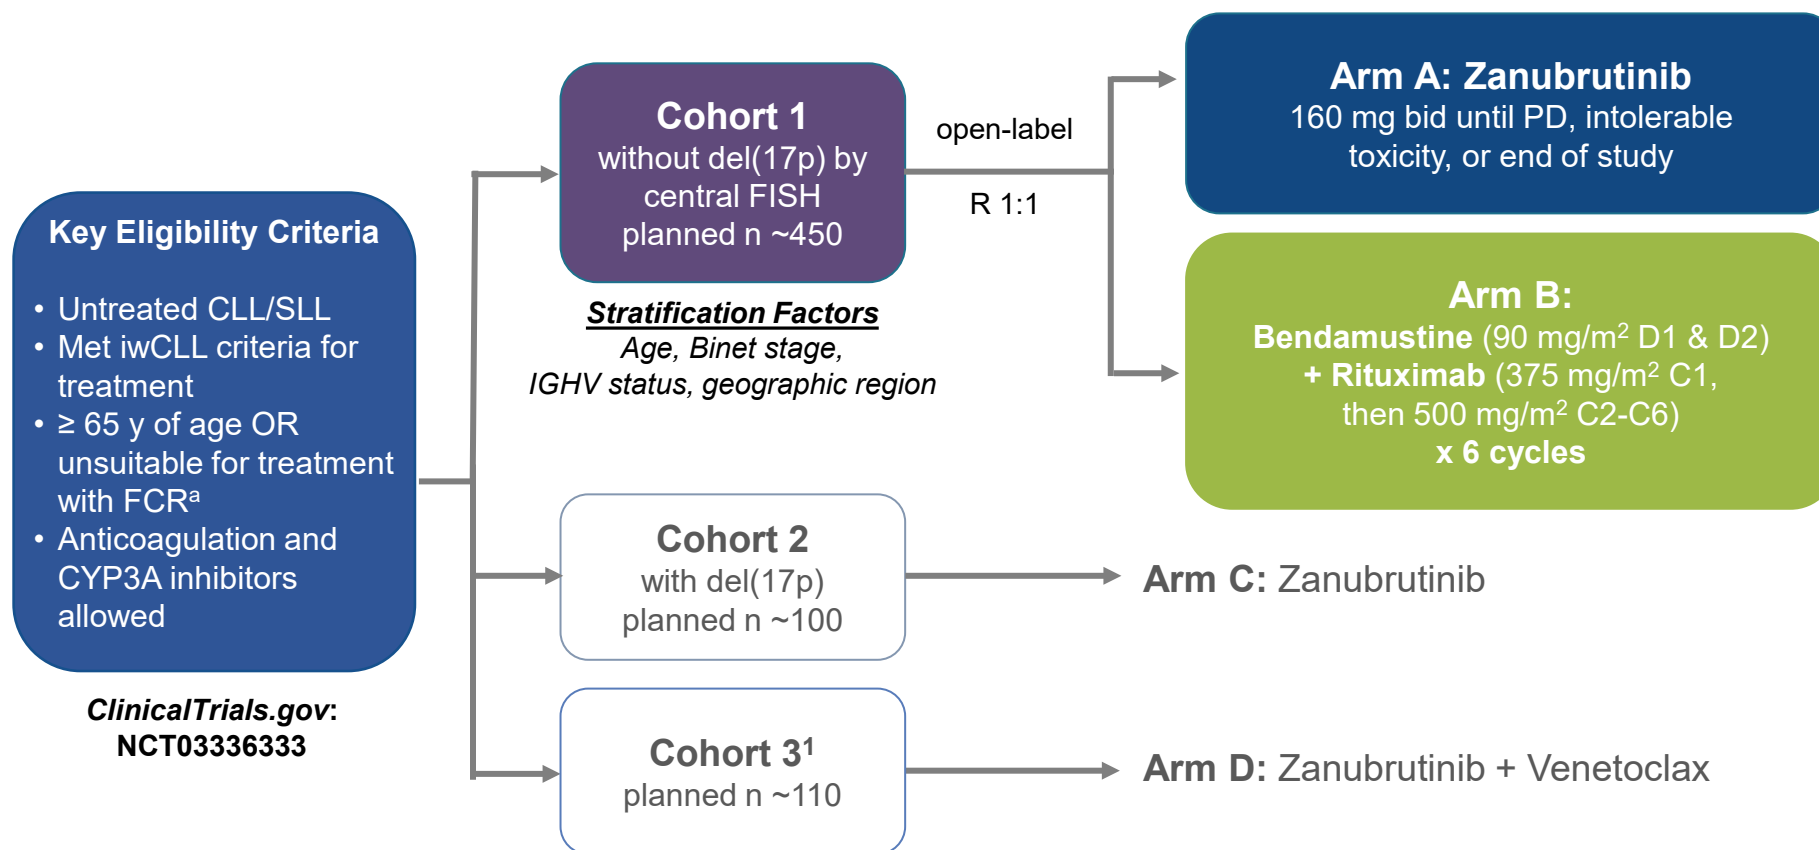 Key Eligibility Criteria
• Untreated CLL/SLL
• Met iwCLL criteria for
treatment
• ≥ 65 y of age OR
unsuitable for treatment
with FCRᵃ
• Anticoagulation and
CYP3A inhibitors
allowed
ClinicalTrials.gov:
NCT03336333
Cohort 1
without del(17p) by
central FISH
planned n ~450
Stratification Factors
Age, Binet stage,
IGHV status, geographic region
open-label
R 1:1
Arm A: Zanubrutinib
160 mg bid until PD, intolerable
toxicity, or end of study
Arm B:
Bendamustine (90 mg/m² D1 & D2)
+ Rituximab (375 mg/m² C1,
then 500 mg/m² C2-C6)
x 6 cycles
Cohort 2
with del(17p)
planned n ~100
Arm C: Zanubrutinib
Cohort 3¹
planned n ~110
Arm D: Zanubrutinib + Venetoclax